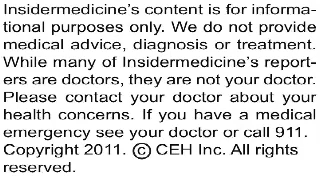 Insidermedicine's content is for informa-
tional purposes only. We do not provide
medical advice, diagnosis or treatment.
While many of Insidermedicine's report-
ers are doctors, they are not your doctor.
Please contact your doctor about your
health concerns. If you have a medical
emergency see your doctor or call 911.
Copyright 2011. © CEH Inc. All rights
reserved.